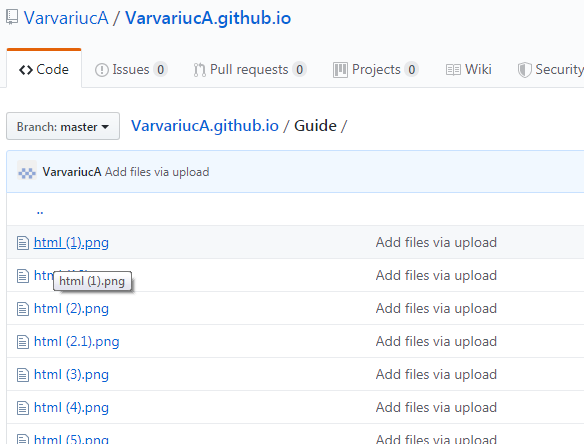 VarvariucA / VarvariucA.github.io
Code Issues 0 Pull requests 0 Projects 0 Wiki Security
Branch: master VarvariucA.github.io / Guide /
VarvariucA Add files via upload
..
html (1).png Add files via upload
html Add files via upload
html (1).png
html (2).png Add files via upload
html (2.1).png Add files via upload
html (3).png Add files via upload
html (4).png Add files via upload
html (5).png Add files via upload